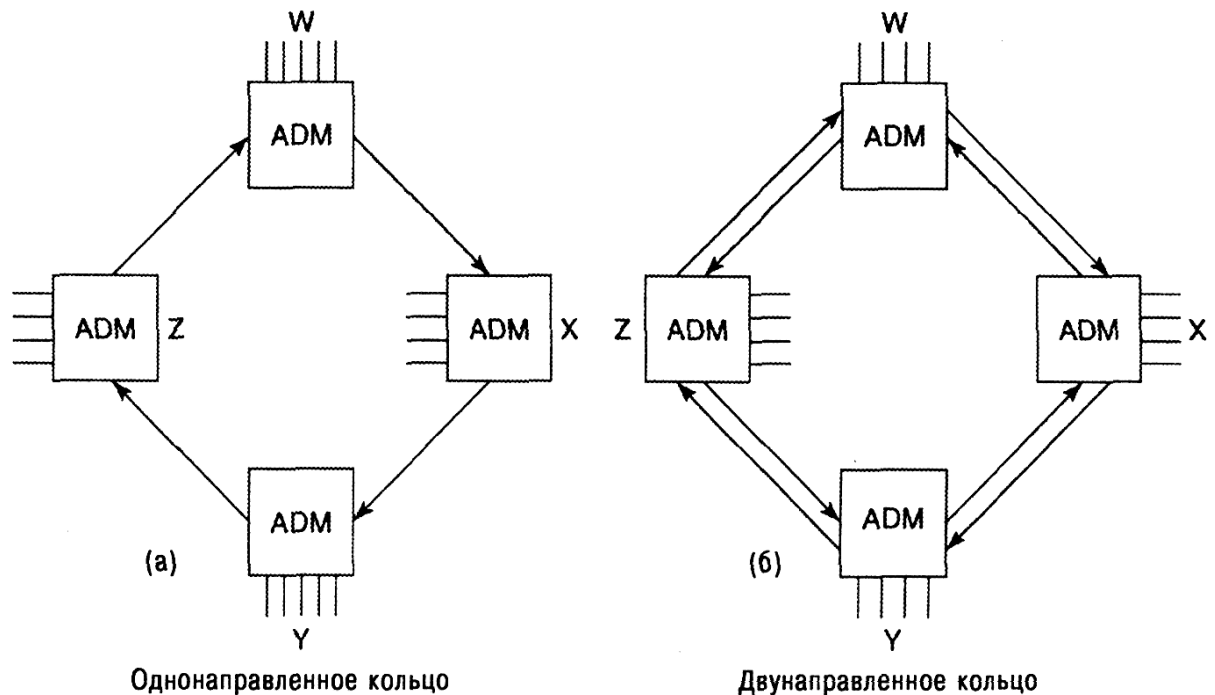 W
ADM
ADM
Z
ADM
X
ADM
(а)
Y
Однонаправленное кольцо
W
ADM
Z
ADM
ADM
X
ADM
(б)
Y
Двунаправленное кольцо